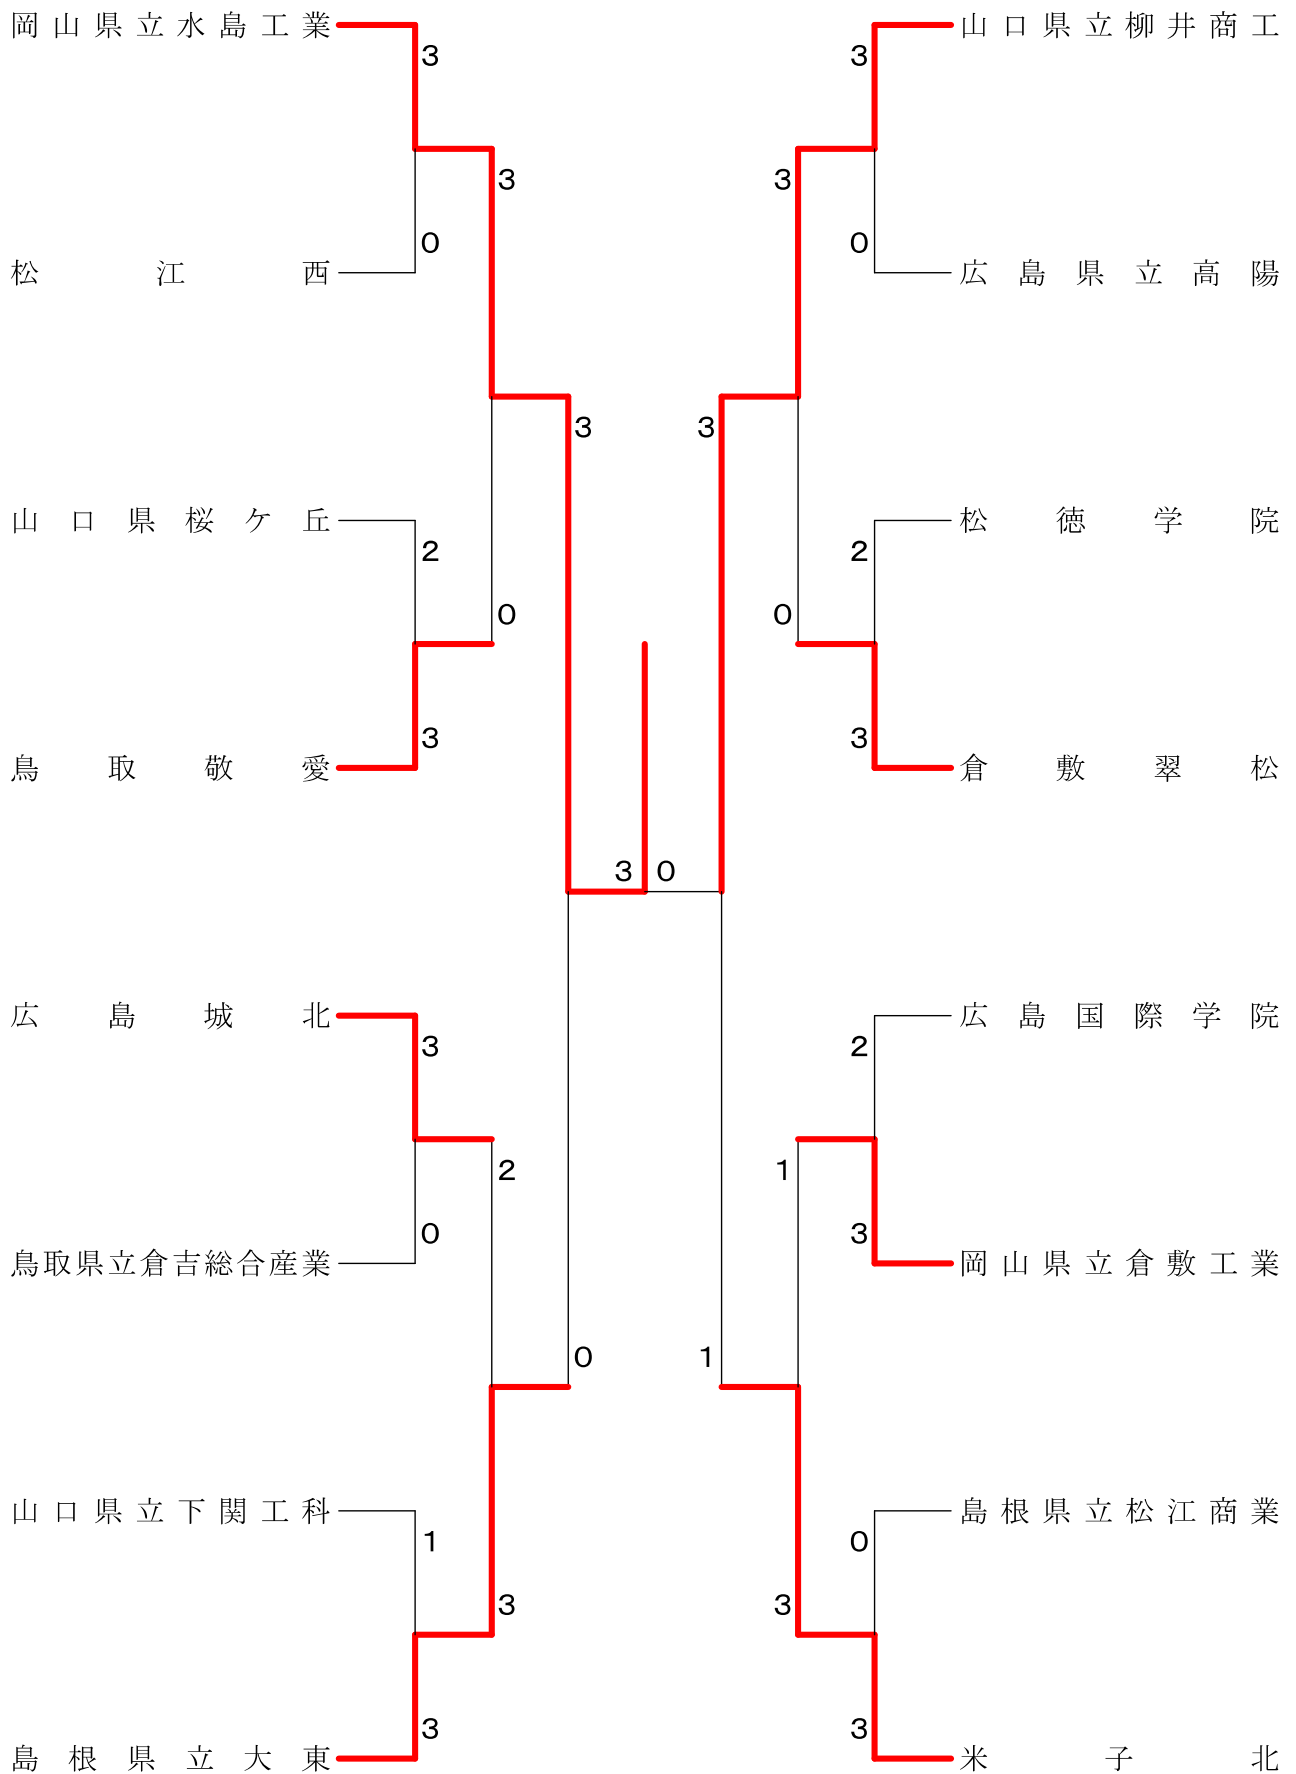 岡山県立水島工業
山口県立柳井商工
3
3
3
3
0
0
松江西
広島県立高陽
3
3
山口県桜ケ丘
松徳学院
2
2
0
0
3
3
鳥取敬愛
倉敷翠松
3
0
広島城北
広島国際学院
3
2
2
1
0
3
鳥取県立倉吉総合産業
岡山県立倉敷工業
0
1
山口県立下関工科
島根県立松江商業
1
0
3
3
3
3
島根県立大東
米子北